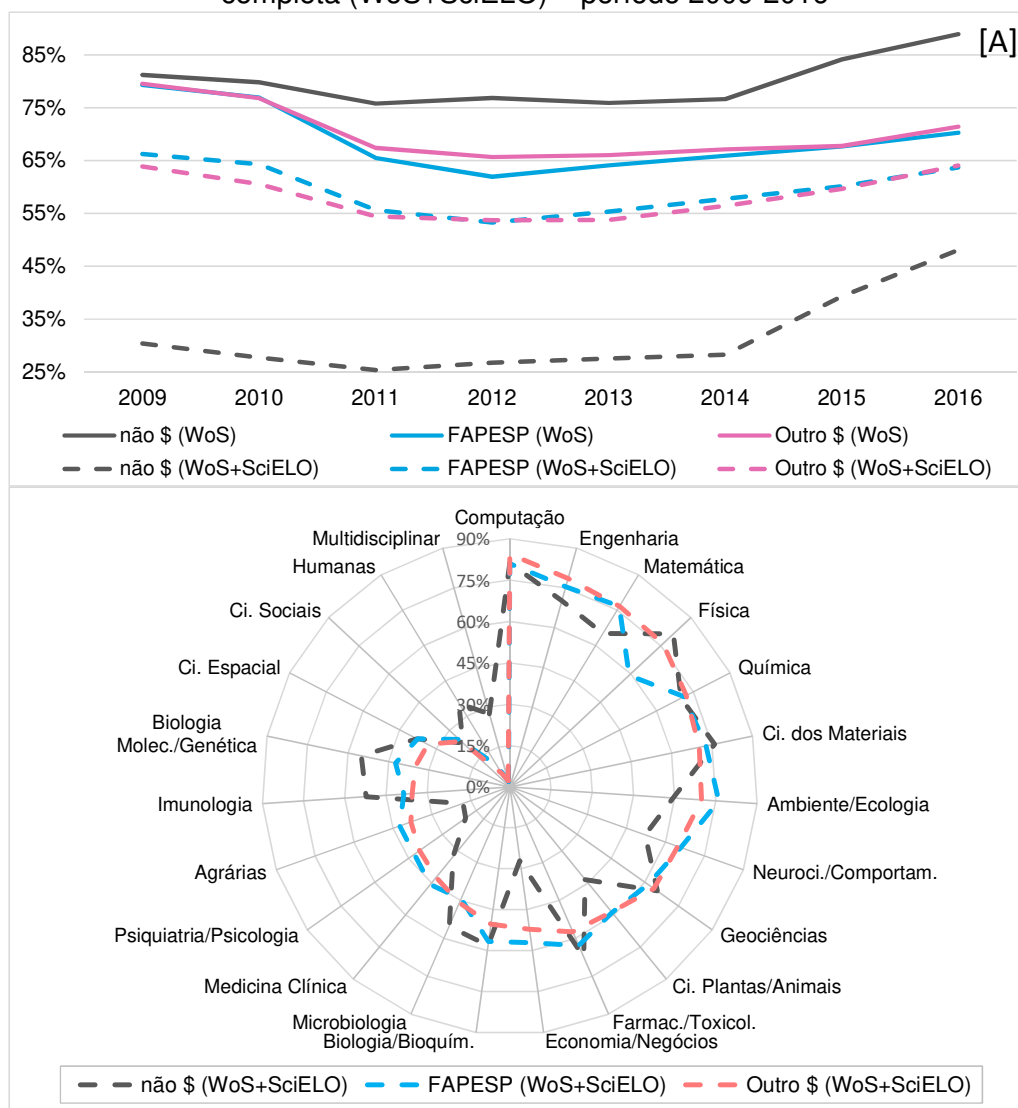 [A]
85%
75%
65%
55%
45%
35%
25%
2009 2010 2011 2012 2013 2014 2015 2016
não $ (WoS) FAPESP (WoS) Outro $ (WoS)
não $ (WoS+SciELO) FAPESP (WoS+SciELO) Outro $ (WoS+SciELO)
Computação
Engenharia
Matemática
Física
Química
Ci. dos Materiais
Ambiente/Ecologia
Neuroci./Comportam.
Geociências
Ci. Plantas/Animais
Farmac./Toxicol.
Economia/Negócios
Biologia/Bioquím.
Microbiologia
Medicina Clínica
Psiquiatria/Psicologia
Agrárias
Imunologia
Biologia
Molec./Genética
Ci. Espacial
Ci. Sociais
Humanas
Multidisciplinar
90%
75%
60%
45%
30%
15%
0%
não $ (WoS+SciELO) FAPESP (WoS+SciELO) Outro $ (WoS+SciELO)